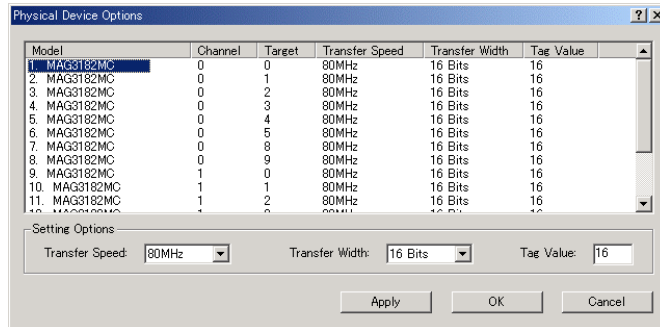 Physical Device Options
Model Channel Target Transfer Speed Transfer Width Tag Value
1. MAG3182MC 0 0 80MHz 16 Bits 16
2. MAG3182MC 0 1 80MHz 16 Bits 16
3. MAG3182MC 0 2 80MHz 16 Bits 16
4. MAG3182MC 0 3 80MHz 16 Bits 16
5. MAG3182MC 0 4 80MHz 16 Bits 16
6. MAG3182MC 0 5 80MHz 16 Bits 16
7. MAG3182MC 0 8 80MHz 16 Bits 16
8. MAG3182MC 0 9 80MHz 16 Bits 16
9. MAG3182MC 1 0 80MHz 16 Bits 16
10. MAG3182MC 1 1 80MHz 16 Bits 16
11. MAG3182MC 1 2 80MHz 16 Bits 16
Setting Options
Transfer Speed: 80MHz Transfer Width: 16 Bits Tag Value: 16
Apply OK Cancel